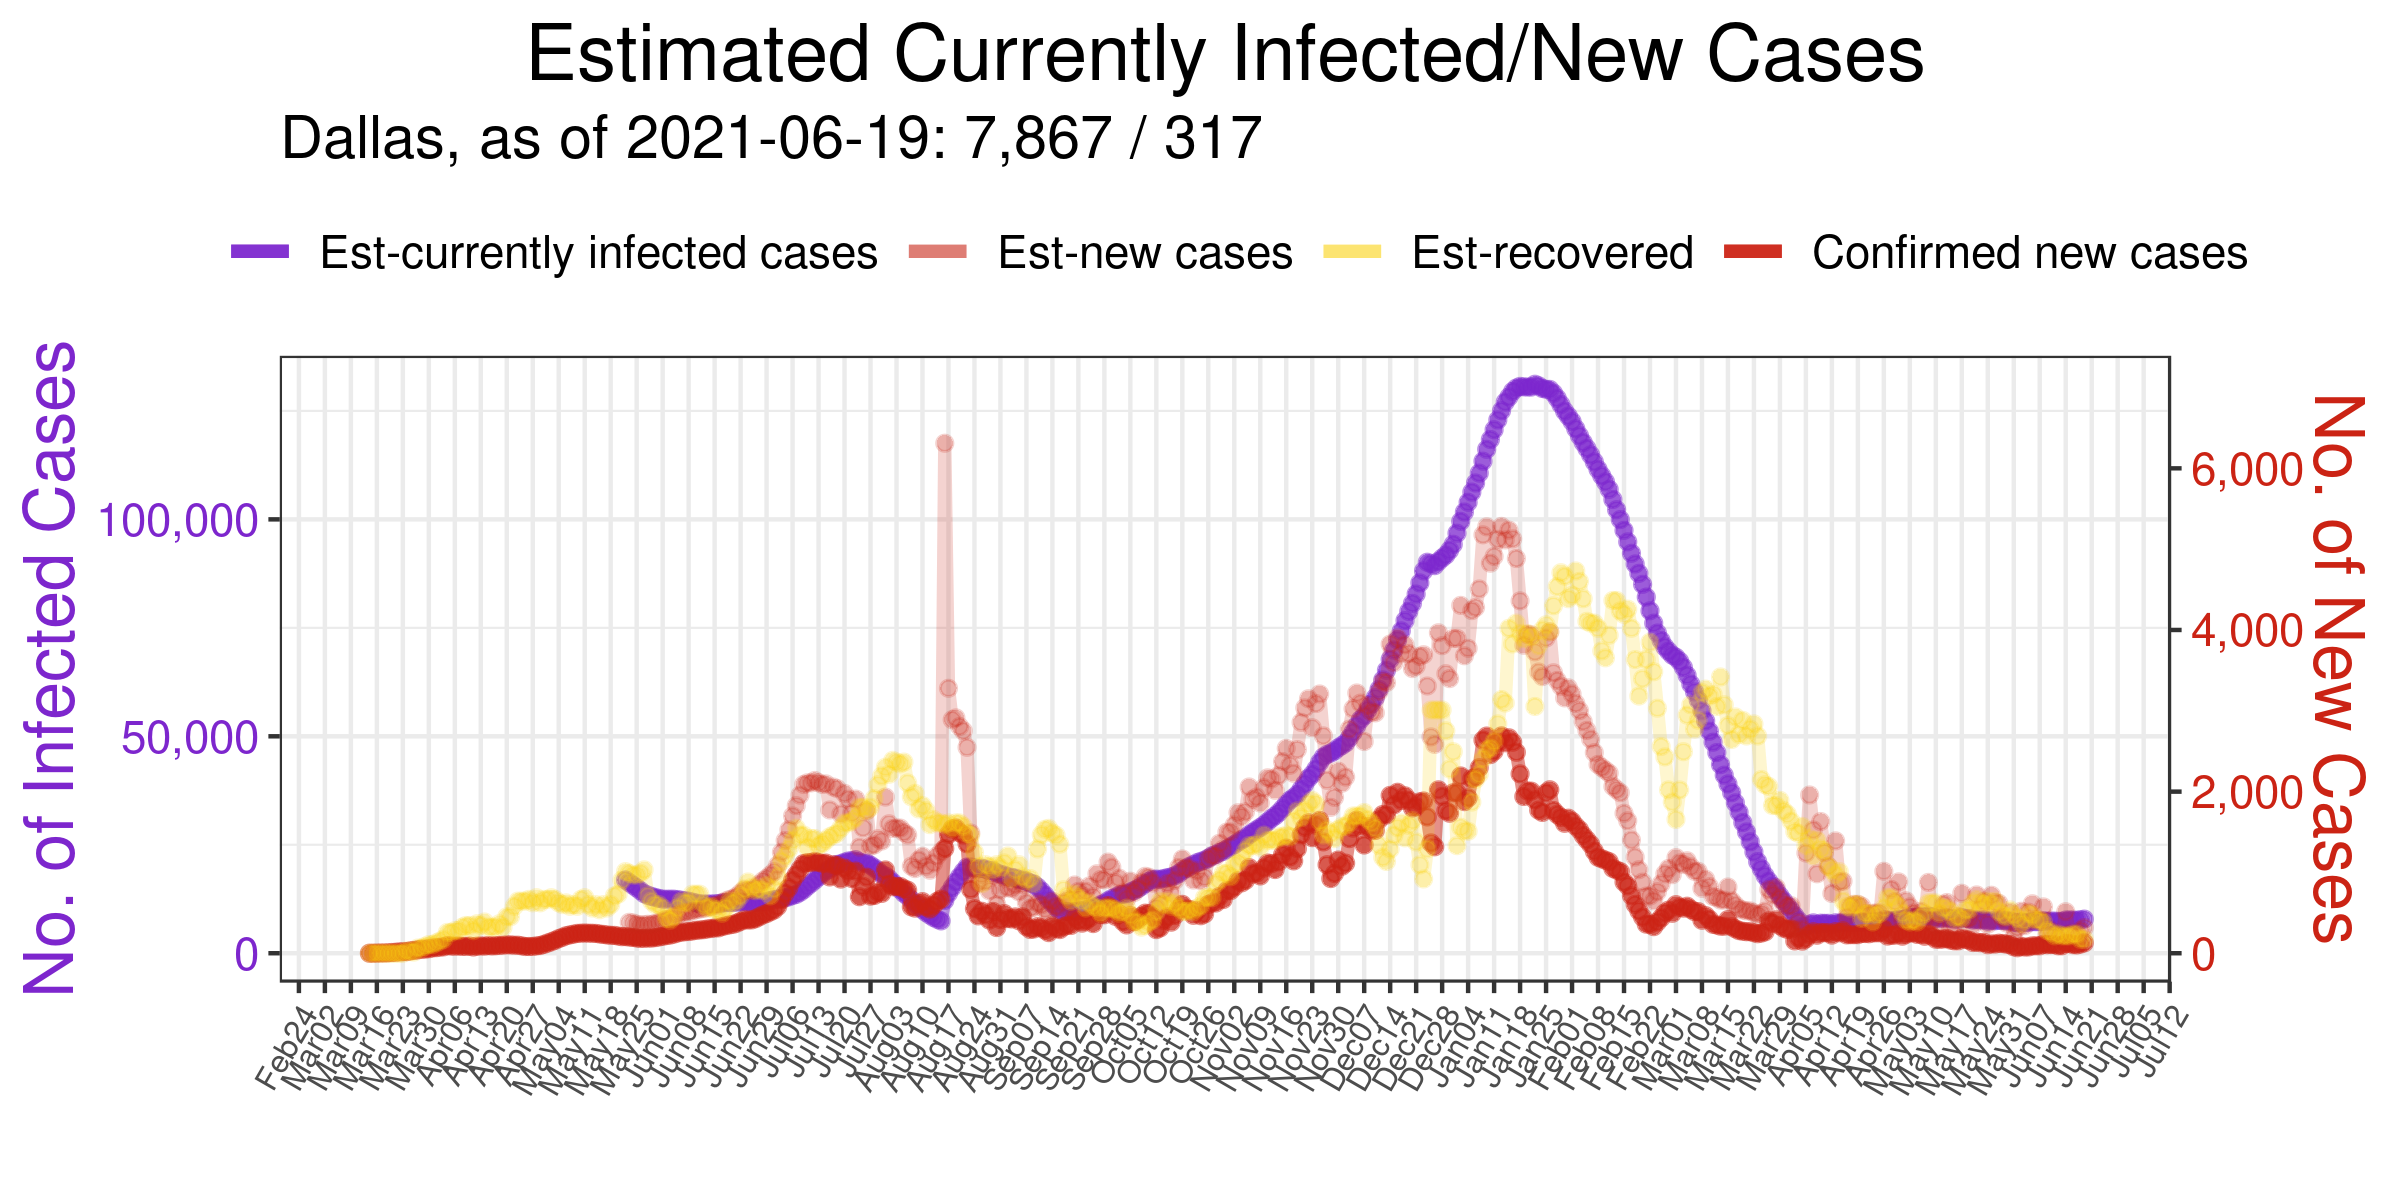 Estimated Currently Infected/New Cases
Dallas, as of 2021-06-19: 7,867 / 317
Est-currently infected cases
Est-new cases
Est-recovered
Confirmed new cases
No. of Infected Cases
100,000
50,000
0
6,000
4,000
2,000
0
No. of New Cases
Feb24
Mar02
Mar09
Mar16
Mar23
Mar30
Apr06
Apr13
Apr20
Apr27
May04
May11
May18
May25
Jun01
Jun08
Jun15
Jun22
Jun29
Jul06
Jul13
Jul20
Jul27
Aug03
Aug10
Aug17
Aug24
Aug31
Sep07
Sep14
Sep21
Sep28
Oct05
Oct12
Oct19
Oct26
Nov02
Nov09
Nov16
Nov23
Nov30
Dec07
Dec14
Dec21
Dec28
Jan04
Jan11
Jan18
Jan25
Feb01
Feb08
Feb15
Feb22
Mar01
Mar08
Mar15
Mar22
Mar29
Apr05
Apr12
Apr19
Apr26
May03
May10
May17
May24
May31
Jun07
Jun14
Jun21
Jun28
Jul05
Jul12